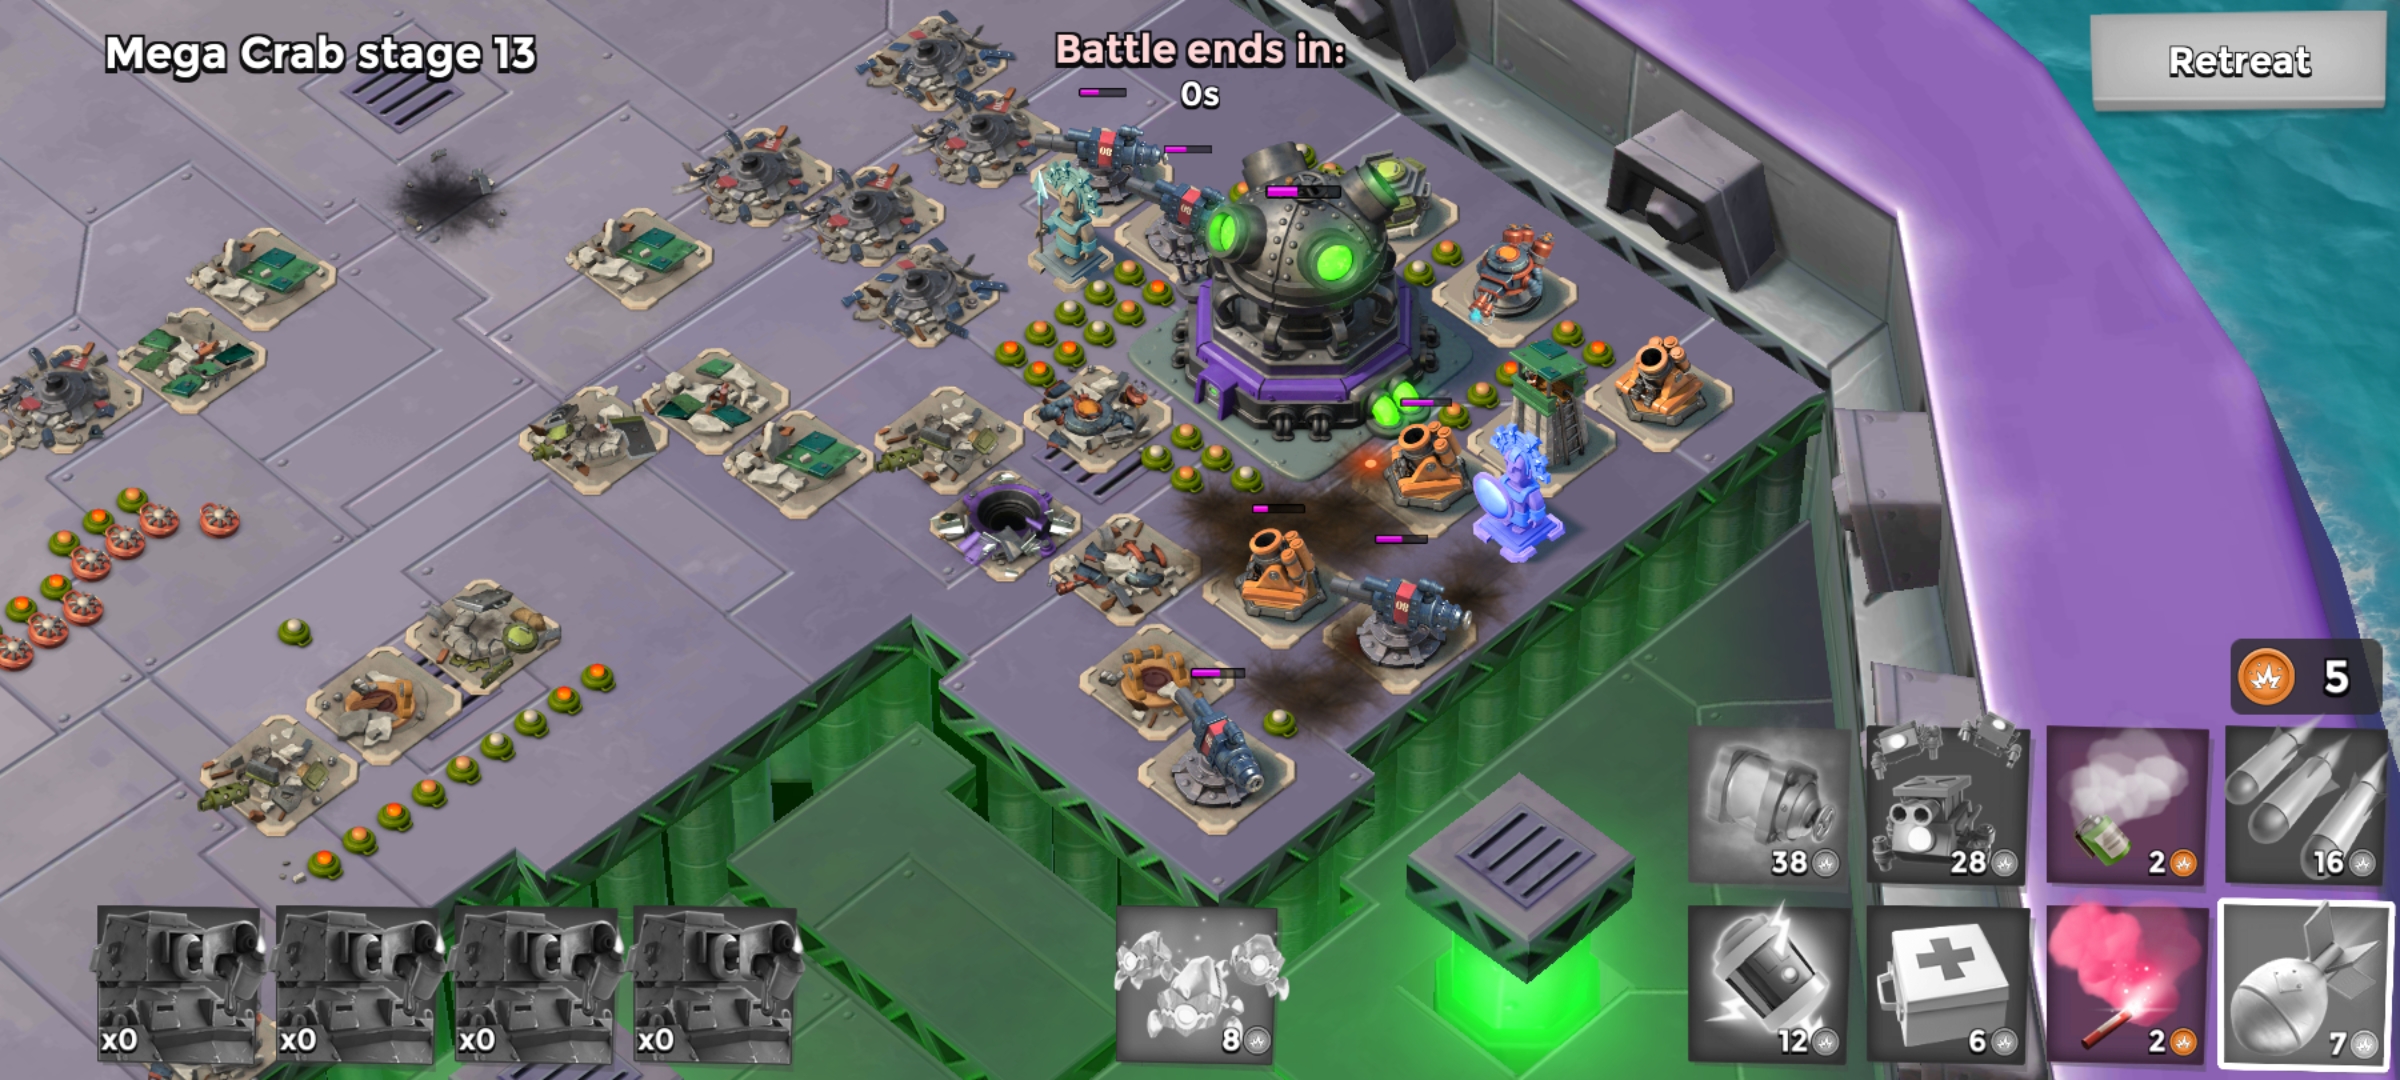 Mega Crab stage 13
Battle ends in:
0s
Retreat
5
38
28
2
16
12
6
2
7
x0
x0
x0
x0
8